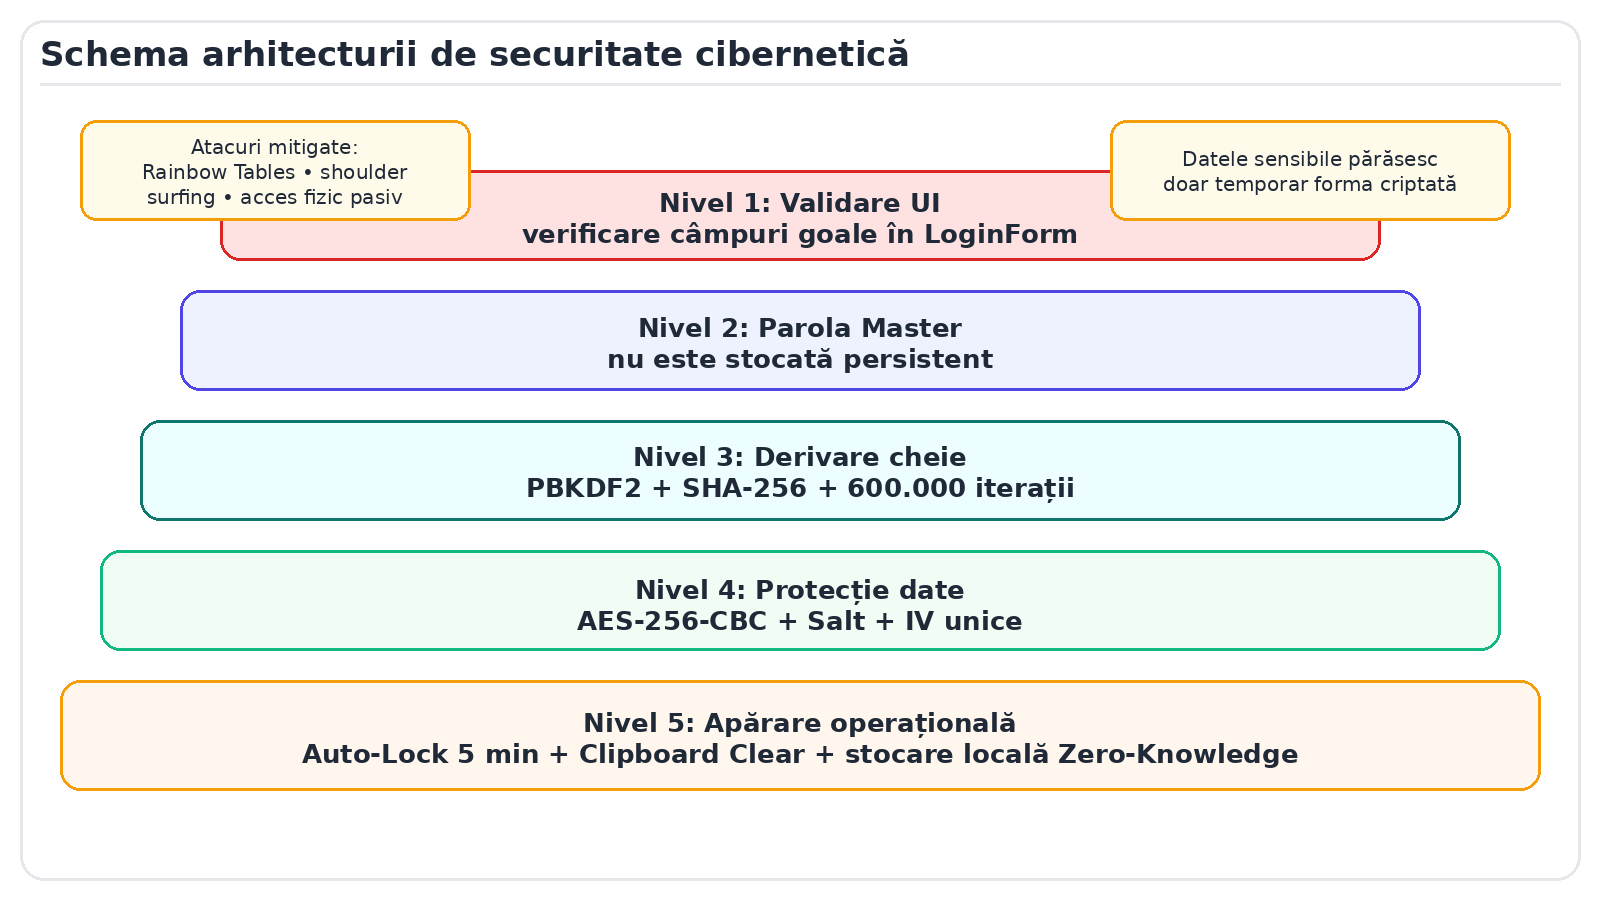 Schema arhitecturii de securitate cibernetică
Atacuri mitigate:
Rainbow Tables • shoulder
surfing • acces fizic pasiv
Datele sensibile părăsesc
doar temporar forma criptată
Nivel 1: Validare UI
verificare câmpuri goale în LoginForm
Nivel 2: Parola Master
nu este stocată persistent
Nivel 3: Derivare cheie
PBKDF2 + SHA-256 + 600.000 iterații
Nivel 4: Protecție date
AES-256-CBC + Salt + IV unice
Nivel 5: Apărare operațională
Auto-Lock 5 min + Clipboard Clear + stocare locală Zero-Knowledge